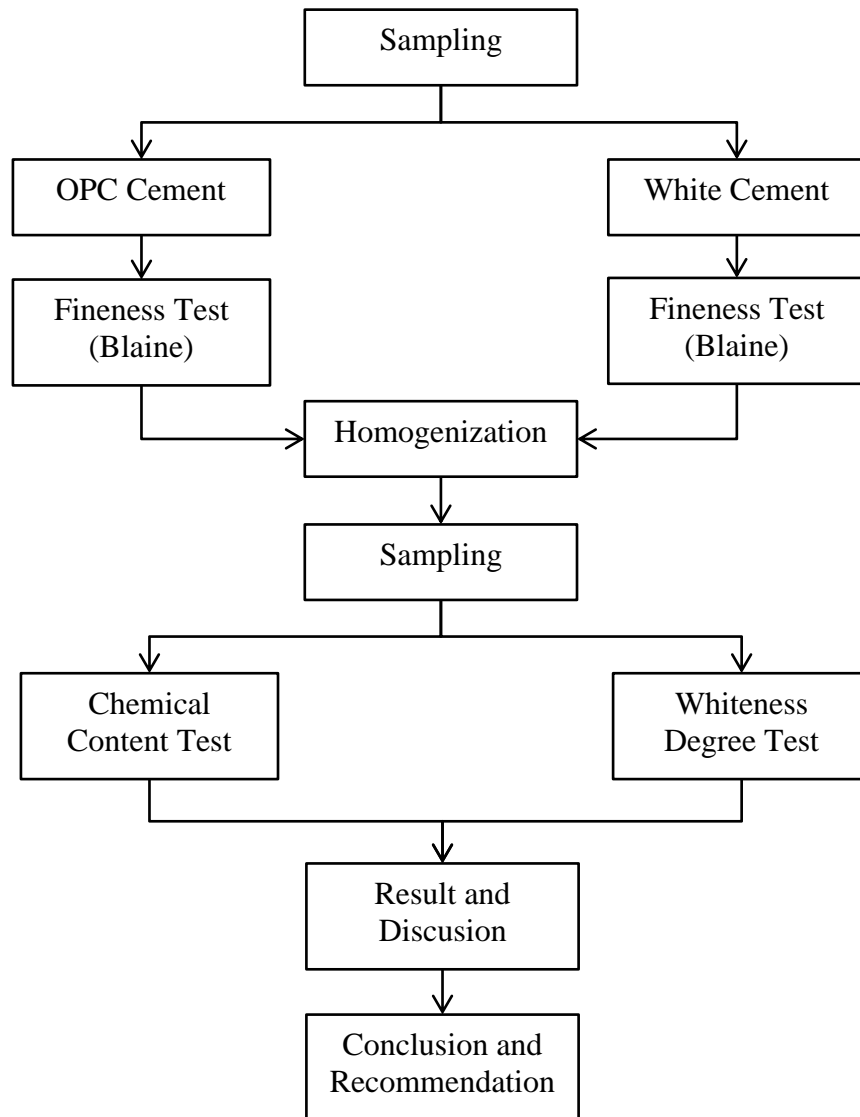 Sampling
OPC Cement
White Cement
Fineness Test
(Blaine)
Fineness Test
(Blaine)
Homogenization
Sampling
Chemical
Content Test
Whiteness
Degree Test
Result and
Discusion
Conclusion and
Recommendation